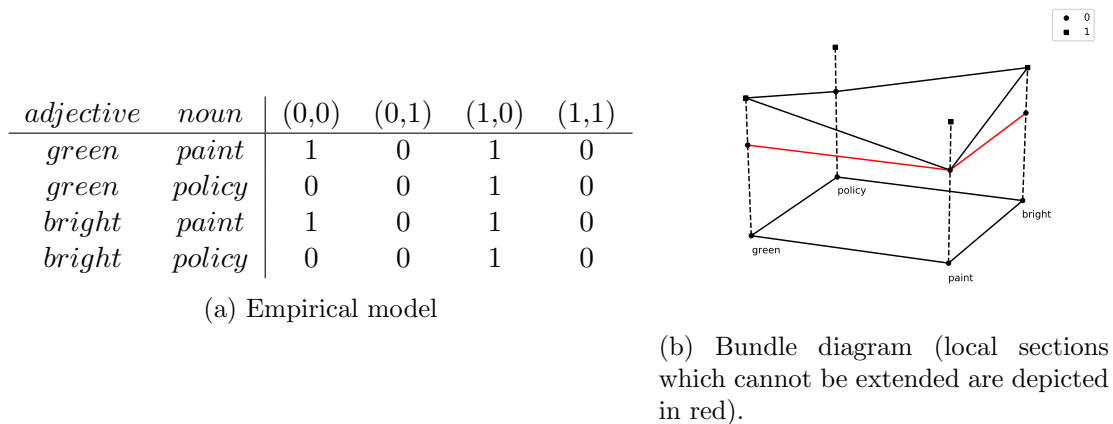 adjective noun (0,0) (0,1) (1,0) (1,1)
green paint 1 0 1 0
green policy 0 0 1 0
bright paint 1 0 1 0
bright policy 0 0 1 0
(a) Empirical model
0
1
policy
bright
green
paint
(b) Bundle diagram (local sections
which cannot be extended are depicted
in red).